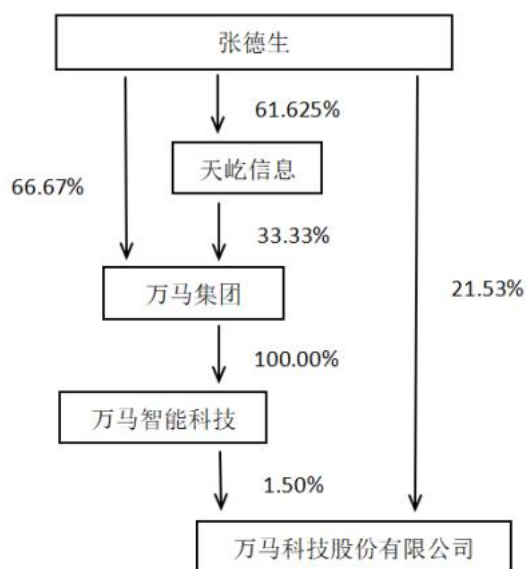 张德生
61.625%
天屹信息
66.67%
33.33%
万马集团
21.53%
100.00%
万马智能科技
1.50%
万马科技股份有限公司